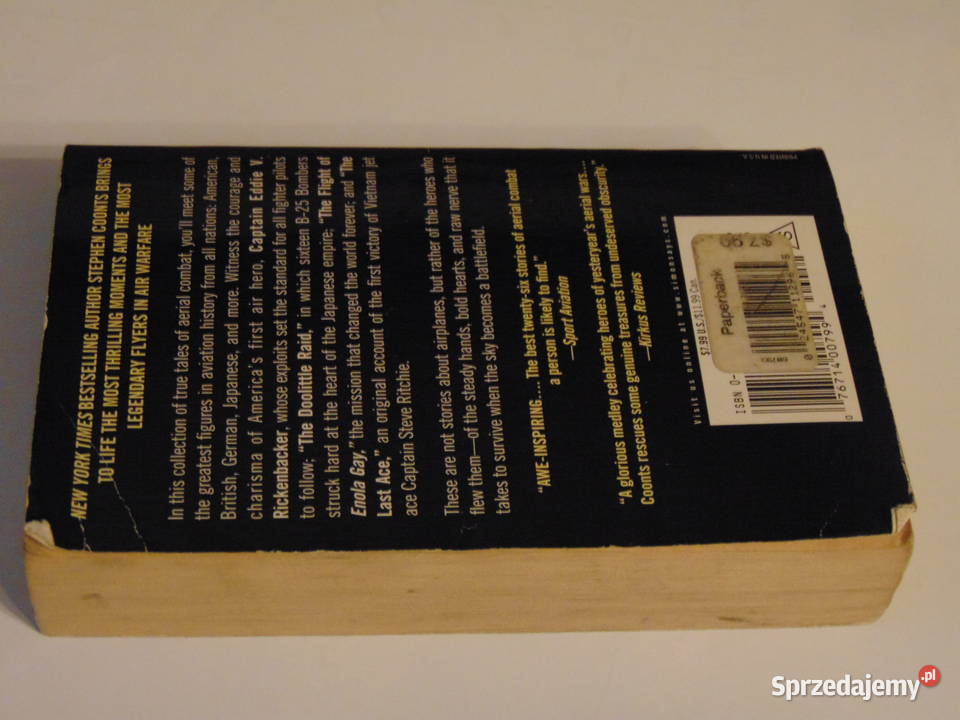 NEW YORK TIMES BESTSELLING AUTHOR STEPHEN COONTS BRINGS
TO LIFE THE MOST THRILLING MOMENTS AND THE MOST
LEGENDARY FLYERS IN AIR WARFARE
In this collection of true tales of aerial combat, you'll meet some of
the greatest figures in aviation history from all nations: American,
British, German, Japanese, and more. Witness the courage and
charisma of America's first air hero, Captain Eddie V.
Rickenbacker, whose exploits set the standard for all fighter pilots
to follow; "The Doolittle Raid," in which sixteen B-25 Bombers
struck hard at the heart of the Japanese empire; "The Fight of
Enola Gay," the mission that changed the world forever; and "The
Last Ace," an original account of the first victory of Vietnam jet
ace Captain Steve Ritchie.
These are not stories about airplanes, but rather of the heroes who
flew them—of the steady hands, bold hearts, and raw nerve that it
takes to survive when the sky becomes a battlefield.
"AWE-INSPIRING.... The best twenty-six stories of aerial combat
a person is likely to find."
—Sport Aviation
"A glorious medley celebrating heroes of yesteryear's aerial wars....
Coonts rescues some genuine treasures from undeserved obscurity."
—Kirkus Reviews
Visit us online at www.simonsays.com
$7.99 U.S./$11.99 Can.
Paperback
ISBN 0-
0 76714 00799 4
S
PRINTED IN U.S.A.
Sprzedajemy.pl